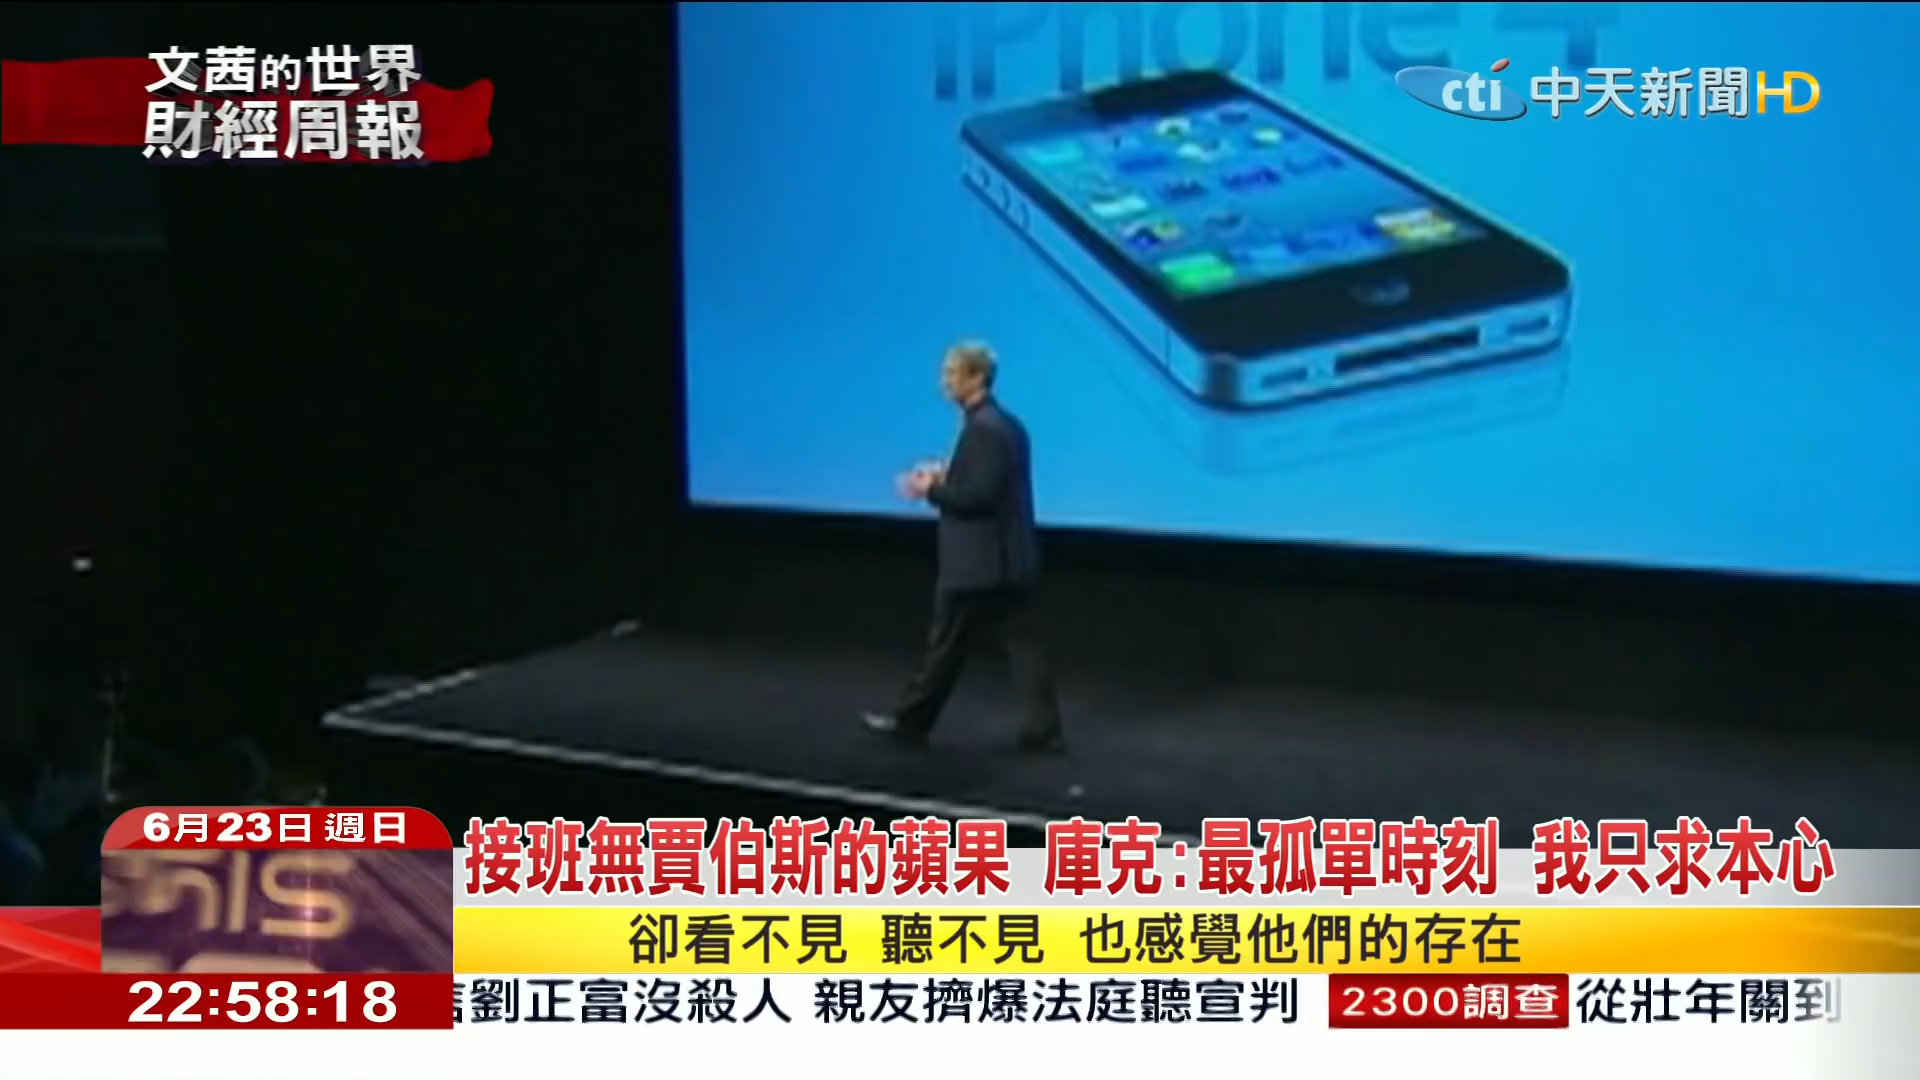 文茜的世界
財經周報
iPhone 4
cti 中天新聞HD
6月23日 週日
接班無賈伯斯的蘋果 庫克:最孤單時刻 我只求本心
卻看不見 聽不見 也感覺他們的存在
22:58:18
言劉正富沒殺人 親友擠爆法庭聽宣判 2300調查 從壯年關到